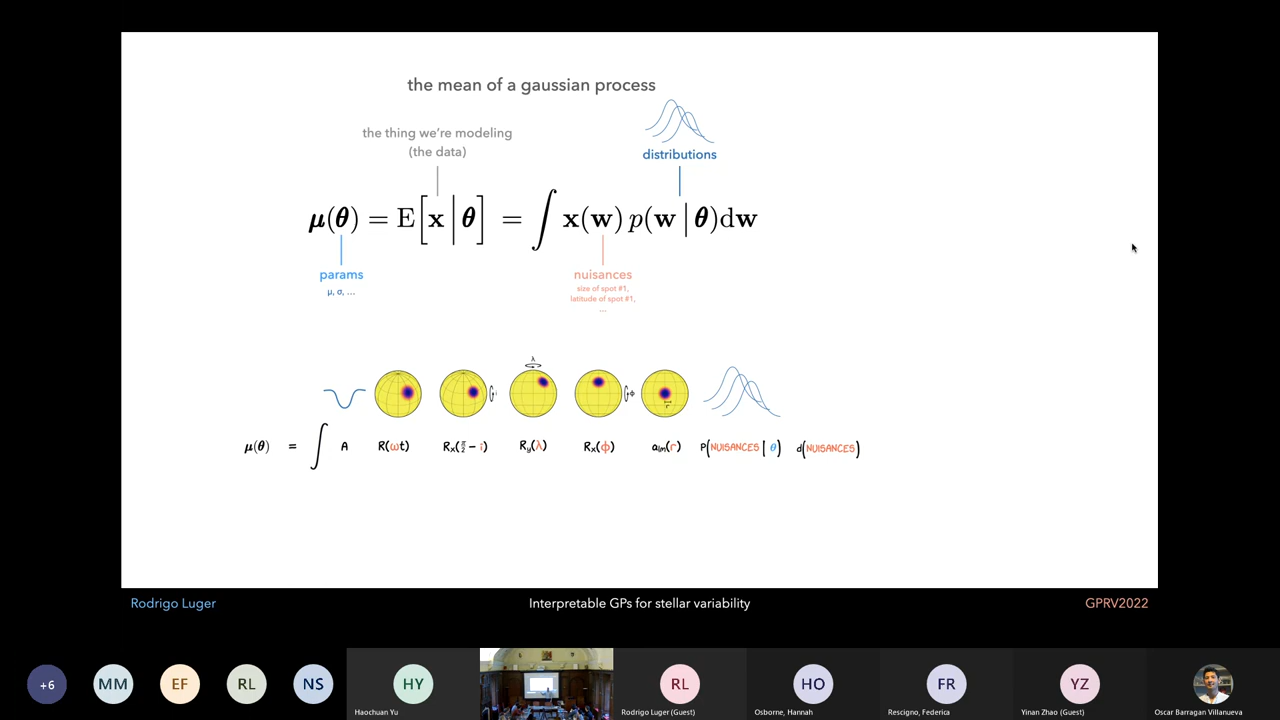 the mean of a gaussian process
the thing we're modeling
(the data)
distributions
μ(θ) = E[x | θ] = ∫ x(w) p(w | θ)dw
params
μ, σ, ...
nuisances
size of spot #1,
latitude of spot #1,
...
λ
i
ϕ
r
μ(θ) = ∫ A R(ωt) Rx(π/2 − i) Ry(λ) Rx(ϕ) alm(r) P(NUISANCES | θ) d(NUISANCES)
Rodrigo Luger
Interpretable GPs for stellar variability
GPRV2022
+6
MM
EF
RL
NS
HY
Haochuan Yu
RL
Rodrigo Luger (Guest)
HO
Osborne, Hannah
FR
Rescigno, Federica
YZ
Yinan Zhao (Guest)
Oscar Barragan Villanueva